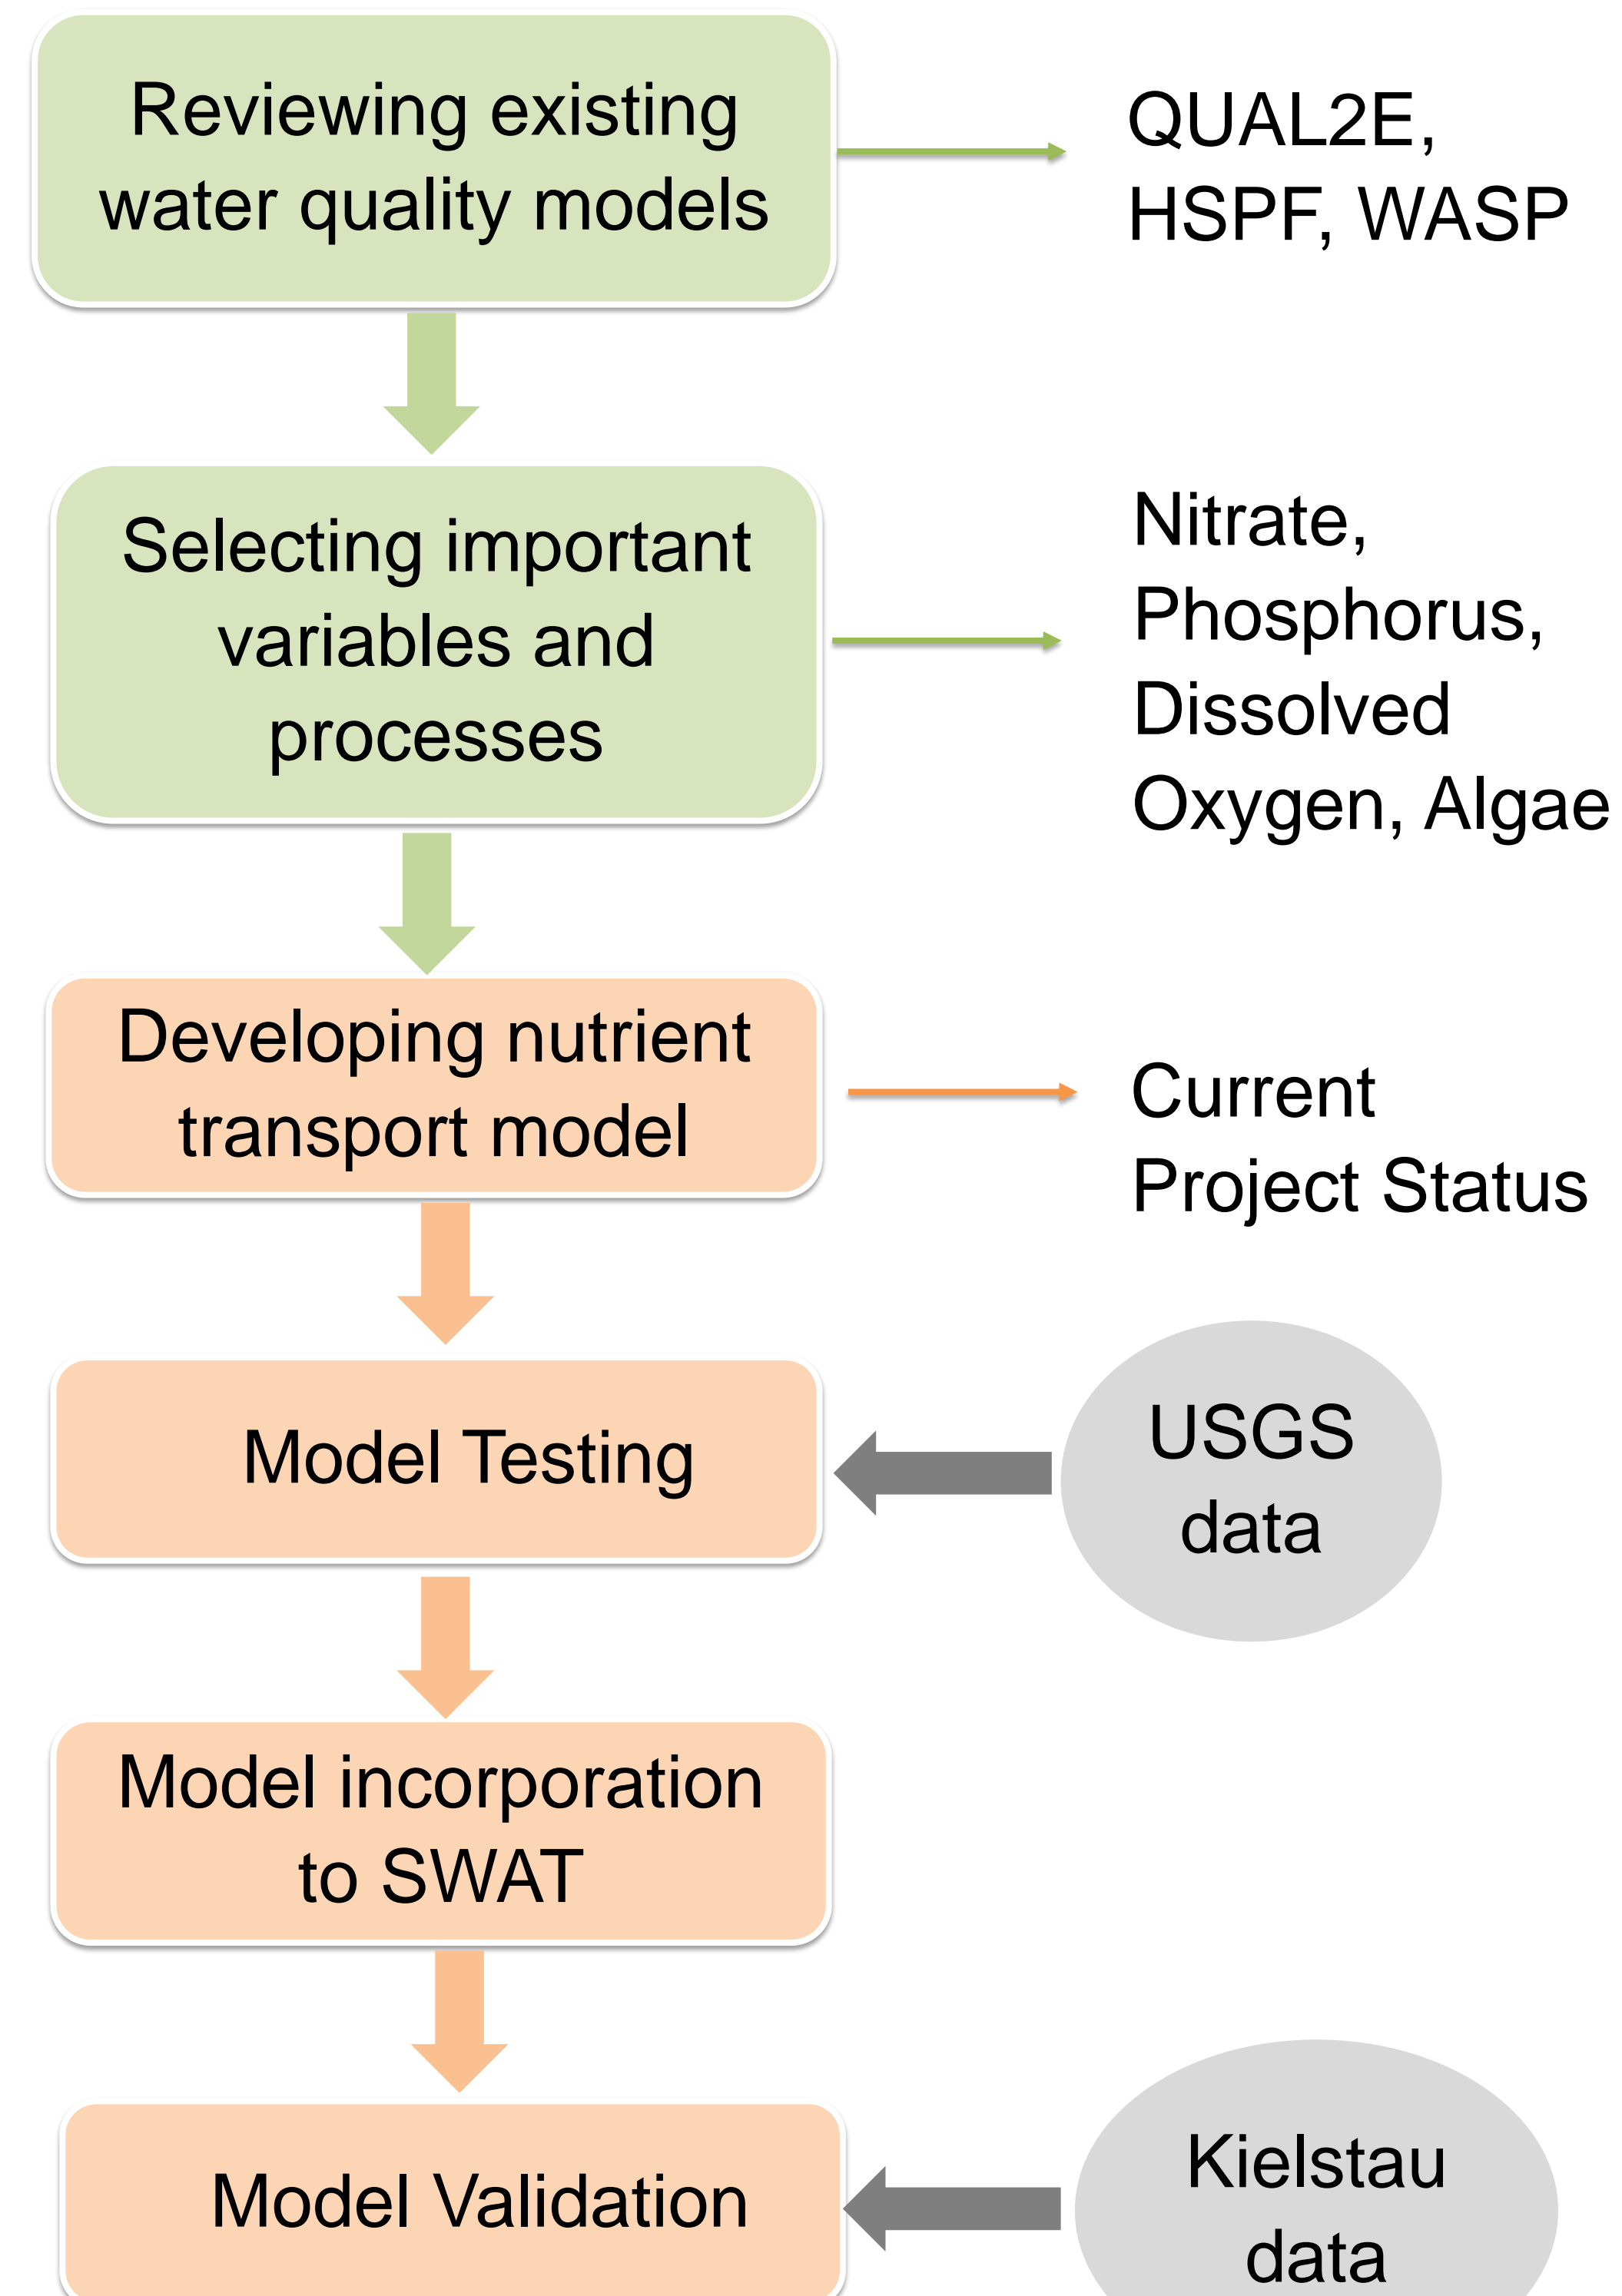 Reviewing existing
water quality models
QUAL2E,
HSPF, WASP
Selecting important
variables and
processes
Nitrate,
Phosphorus,
Dissolved
Oxygen, Algae
Developing nutrient
transport model
Current
Project Status
Model Testing
USGS
data
Model incorporation
to SWAT
Model Validation
Kielstau
data